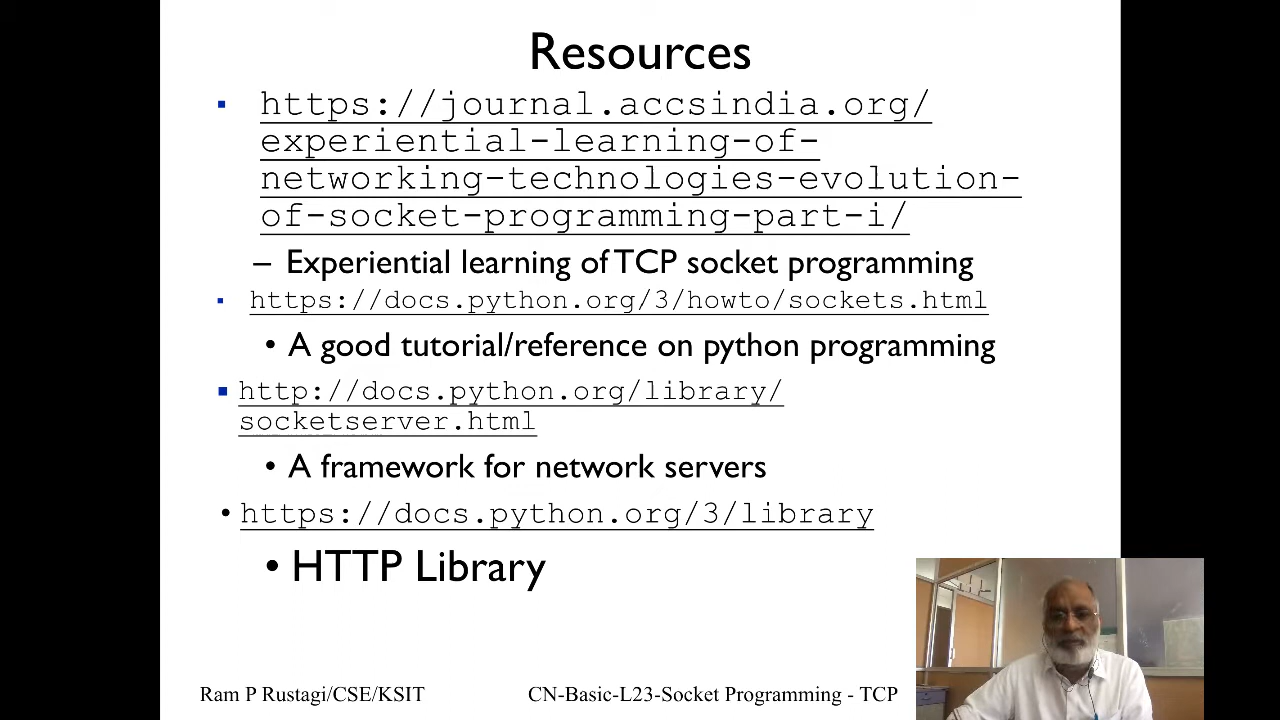 Resources
▪ https://journal.accsindia.org/
experiential-learning-of-
networking-technologies-evolution-
of-socket-programming-part-i/
– Experiential learning of TCP socket programming
▪ https://docs.python.org/3/howto/sockets.html
• A good tutorial/reference on python programming
▪ http://docs.python.org/library/
socketserver.html
• A framework for network servers
• https://docs.python.org/3/library
• HTTP Library
Ram P Rustagi/CSE/KSIT
CN-Basic-L23-Socket Programming - TCP